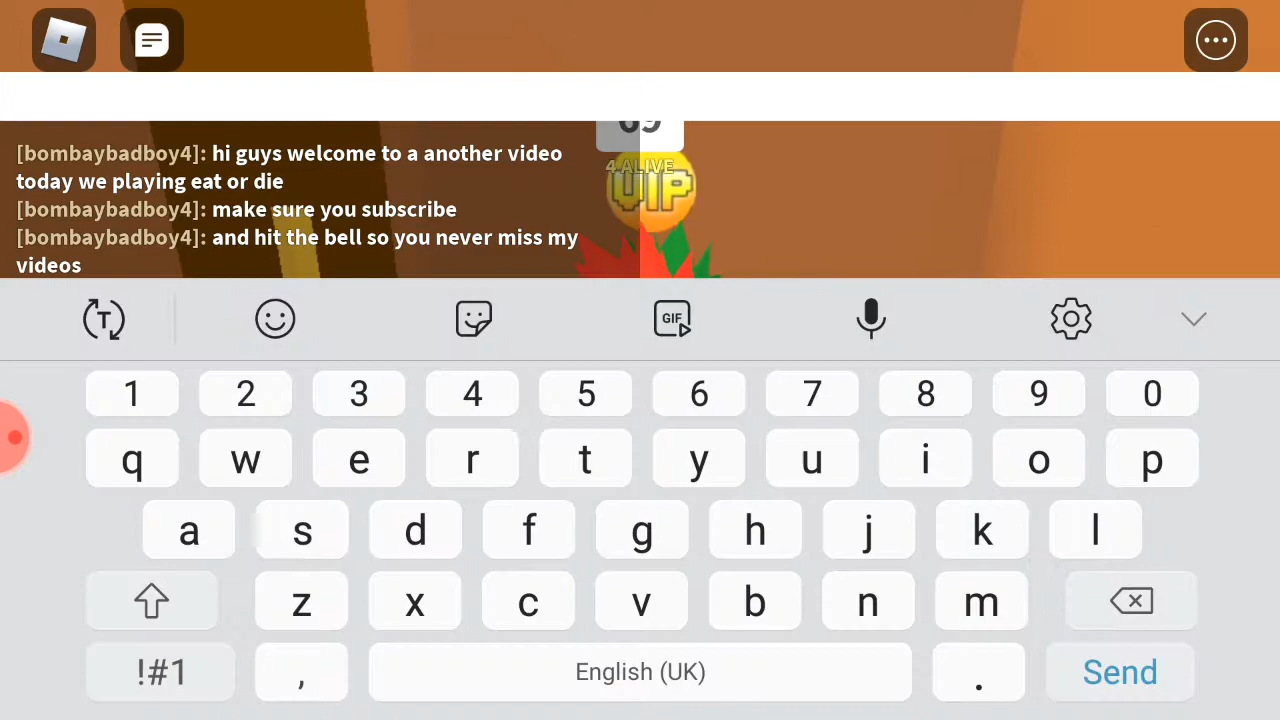 69
4 ALIVE
VIP
[bombaybadboy4]: hi guys welcome to a another video
today we playing eat or die
[bombaybadboy4]: make sure you subscribe
[bombaybadboy4]: and hit the bell so you never miss my
videos
T GIF
1 2 3 4 5 6 7 8 9 0
q w e r t y u i o p
a s d f g h j k l
z x c v b n m
!#1 , English (UK) . Send